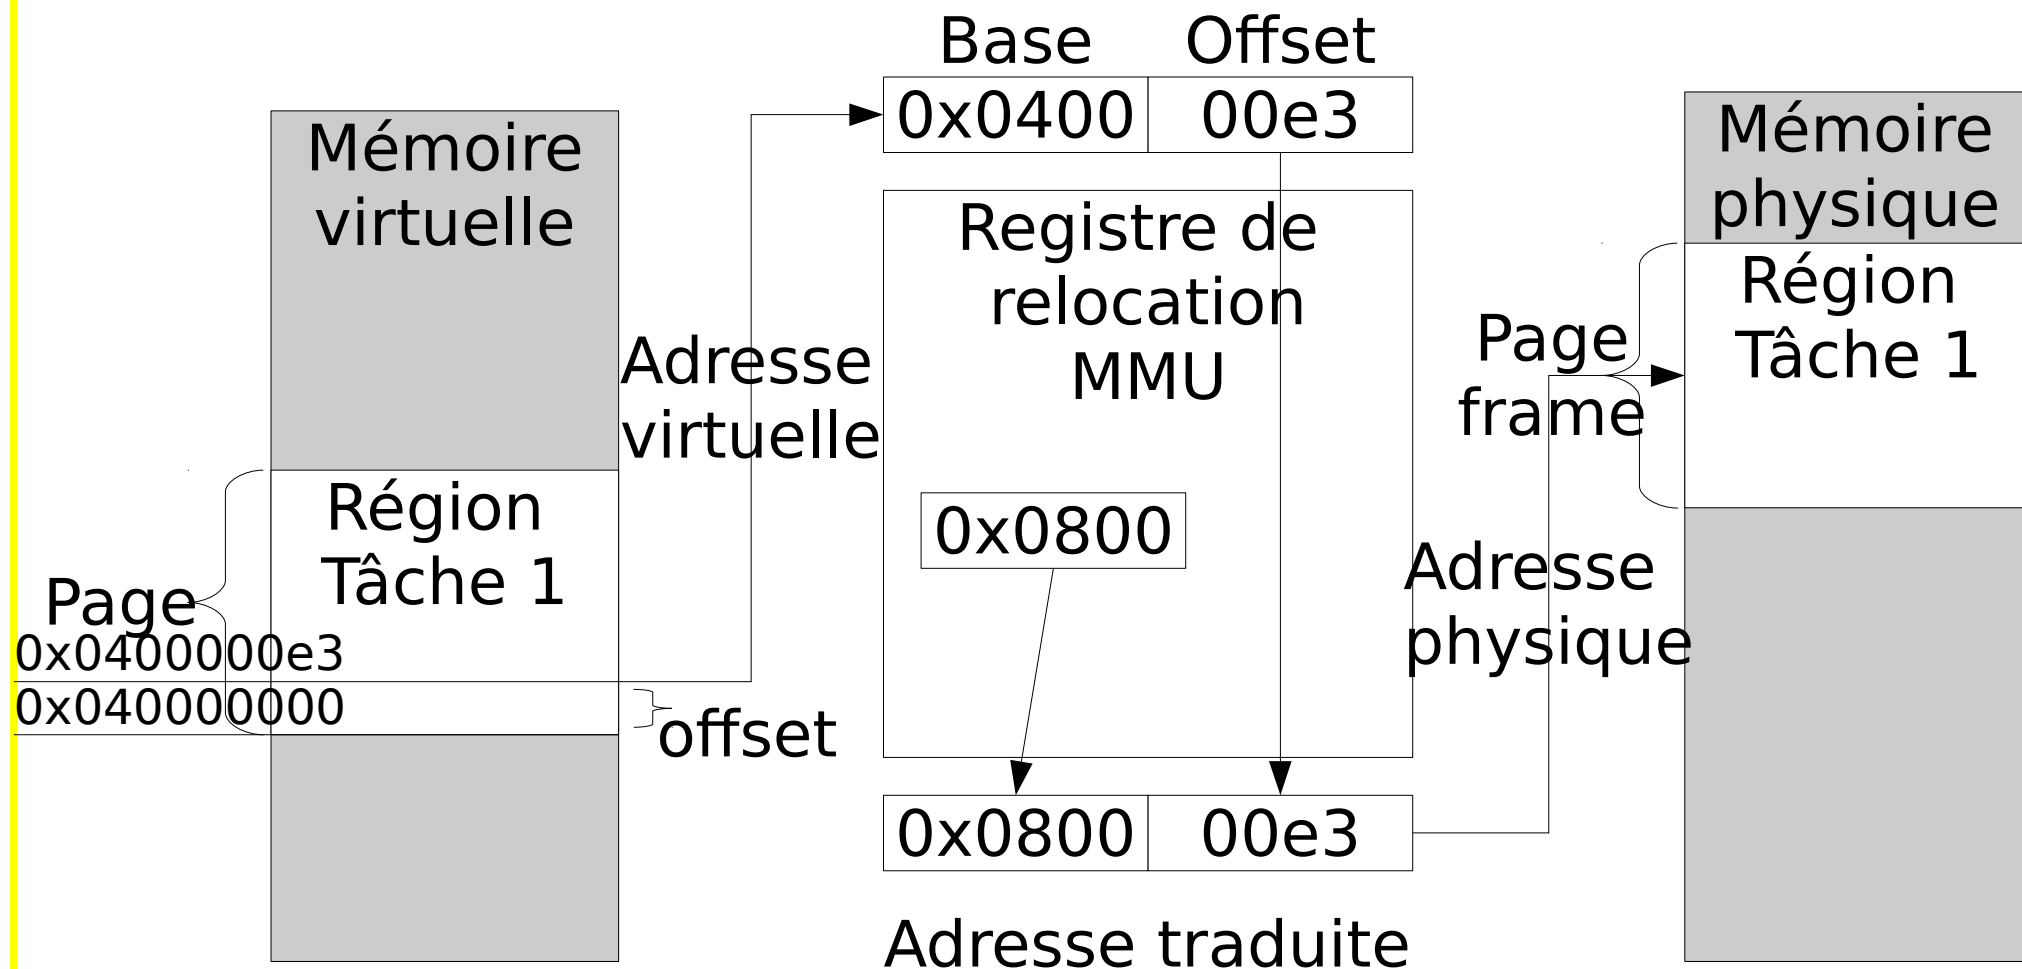 Base Offset
0x0400 00e3
Mémoire
virtuelle
Adresse
virtuelle
Région
Tâche 1
Page
0x0400000e3
0x040000000
offset
Registre de
relocation
MMU
0x0800
0x0800 00e3
Adresse traduite
Adresse
physique
Page
frame
Mémoire
physique
Région
Tâche 1